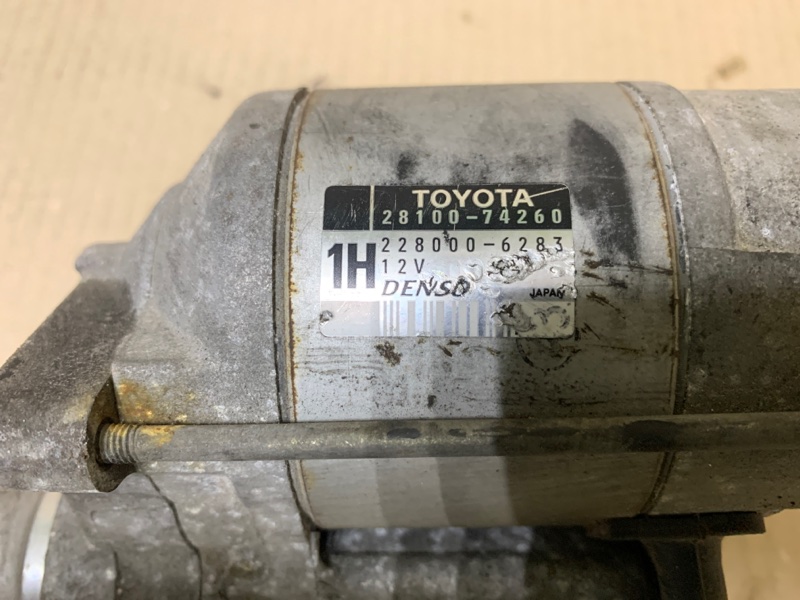 TOYOTA
28100-74260
1H 228000-6283
12V
DENSO JAPAN